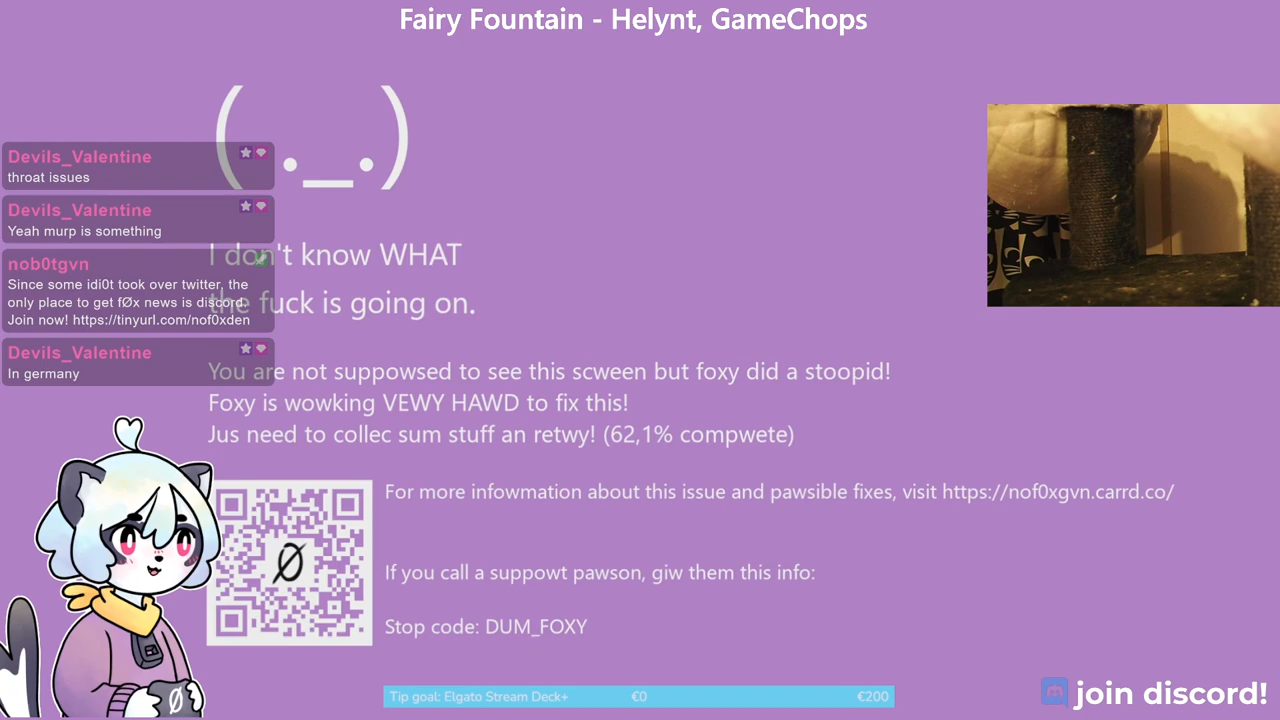 Fairy Fountain - Helynt, GameChops
(._.)
Devils_Valentine
throat issues
Devils_Valentine
Yeah murp is something
nob0tgvn
Since some idi0t took over twitter, the
only place to get fØx news is discord.
Join now! https://tinyurl.com/nof0xden
Devils_Valentine
In germany
I don't know WHAT
the fuck is going on.
You are not suppowsed to see this scween but foxy did a stoopid!
Foxy is wowking VEWY HAWD to fix this!
Jus need to collec sum stuff an retwy! (62,1% compwete)
For more infowmation about this issue and pawsible fixes, visit https://nof0xgvn.carrd.co/
Ø
If you call a suppowt pawson, giw them this info:
Stop code: DUM_FOXY
Ø
Tip goal: Elgato Stream Deck+ €0 €200
join discord!